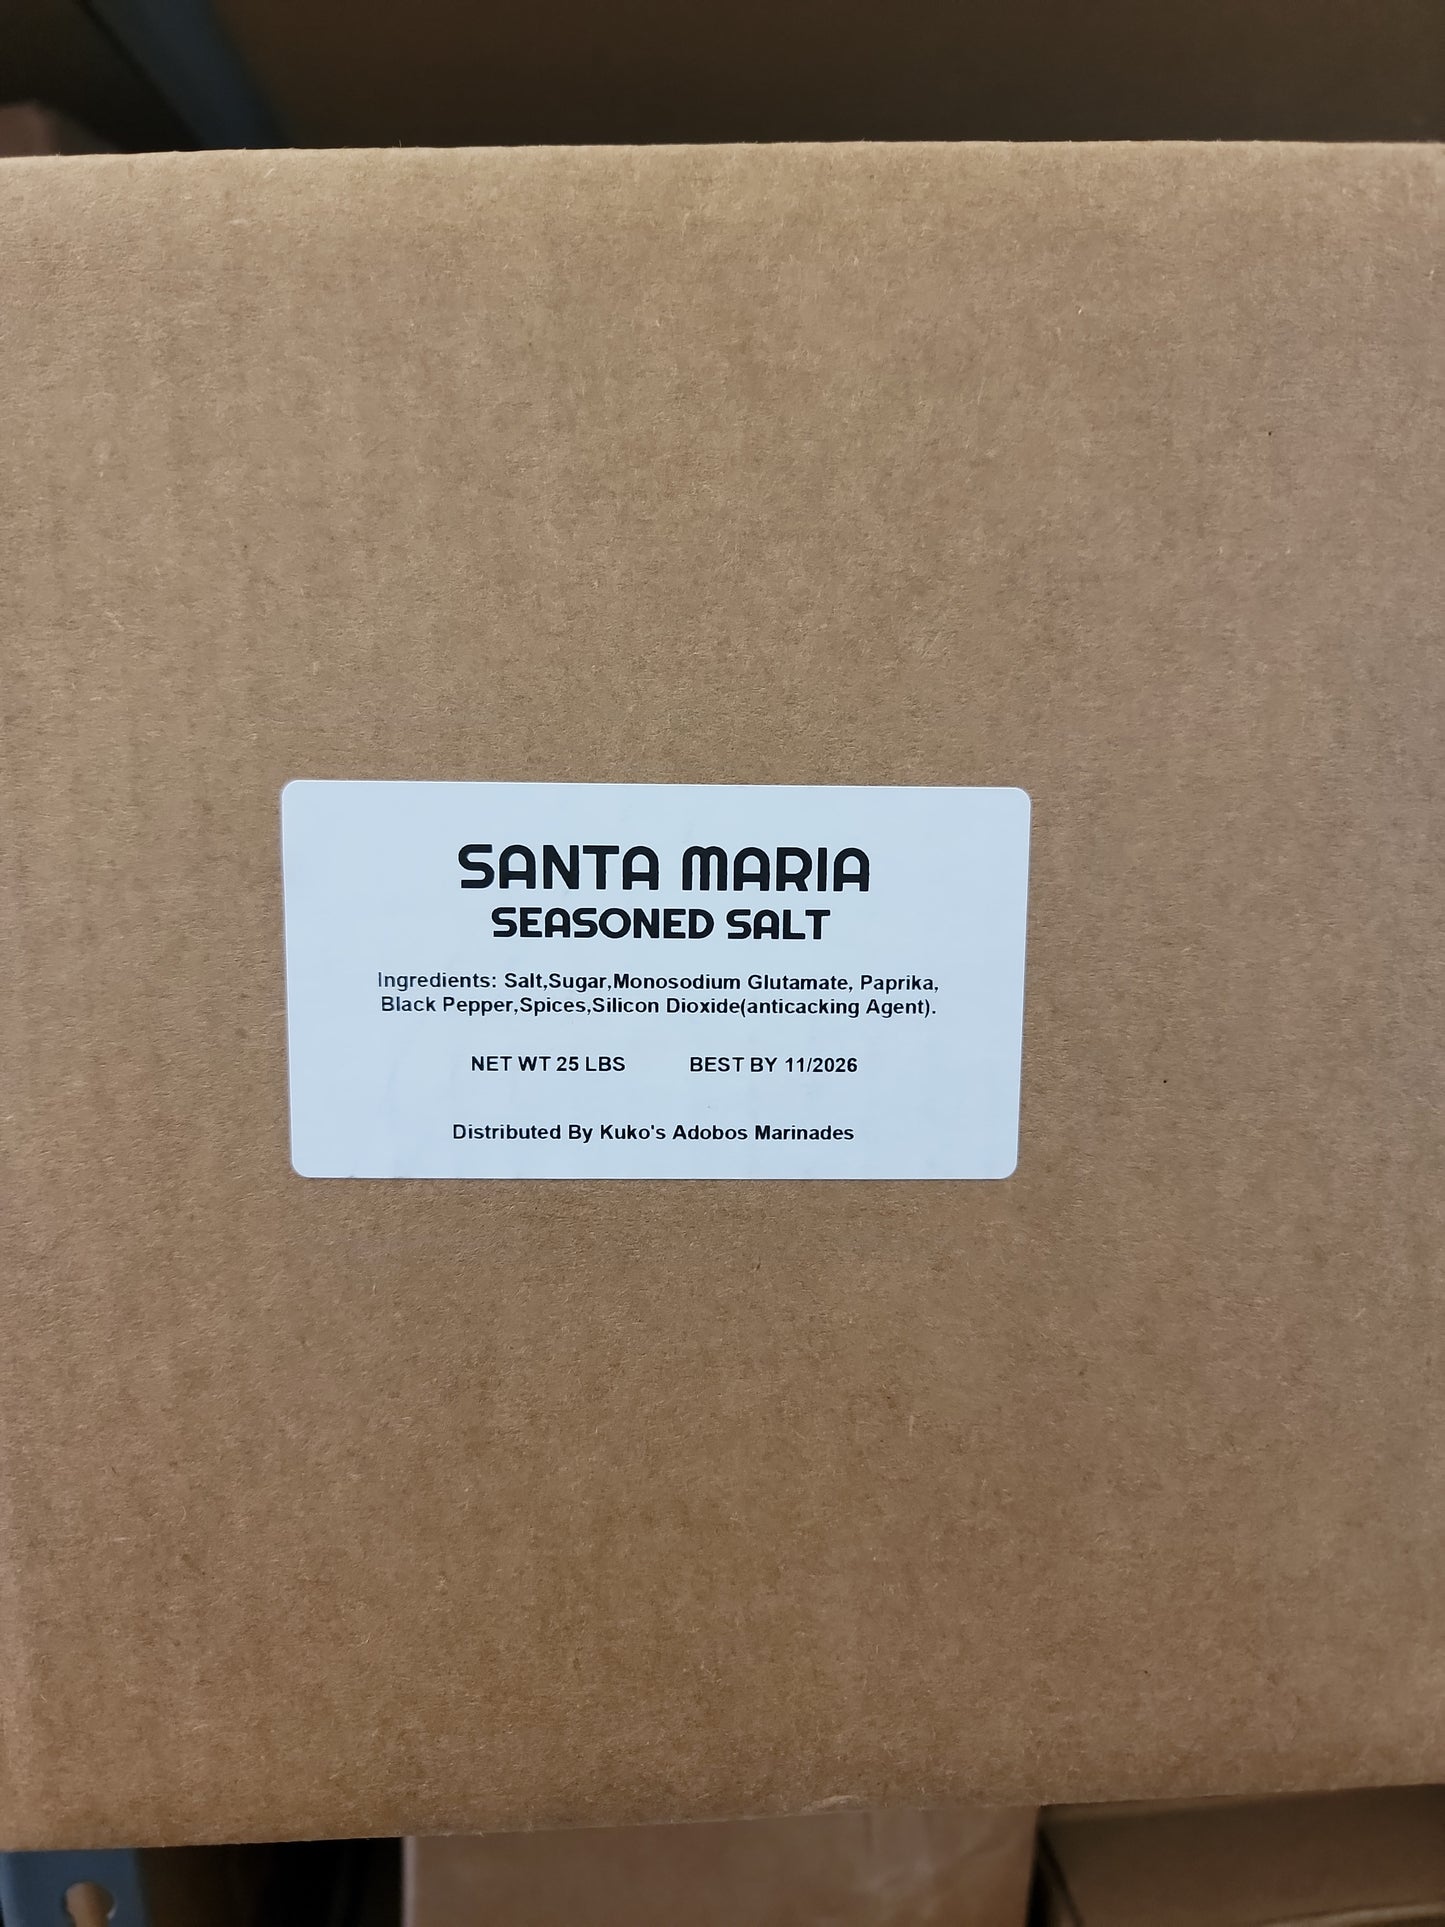 SANTA MARIA
SEASONED SALT
Ingredients: Salt,Sugar,Monosodium Glutamate, Paprika,
Black Pepper,Spices,Silicon Dioxide(anticacking Agent).
NET WT 25 LBS BEST BY 11/2026
Distributed By Kuko's Adobos Marinades